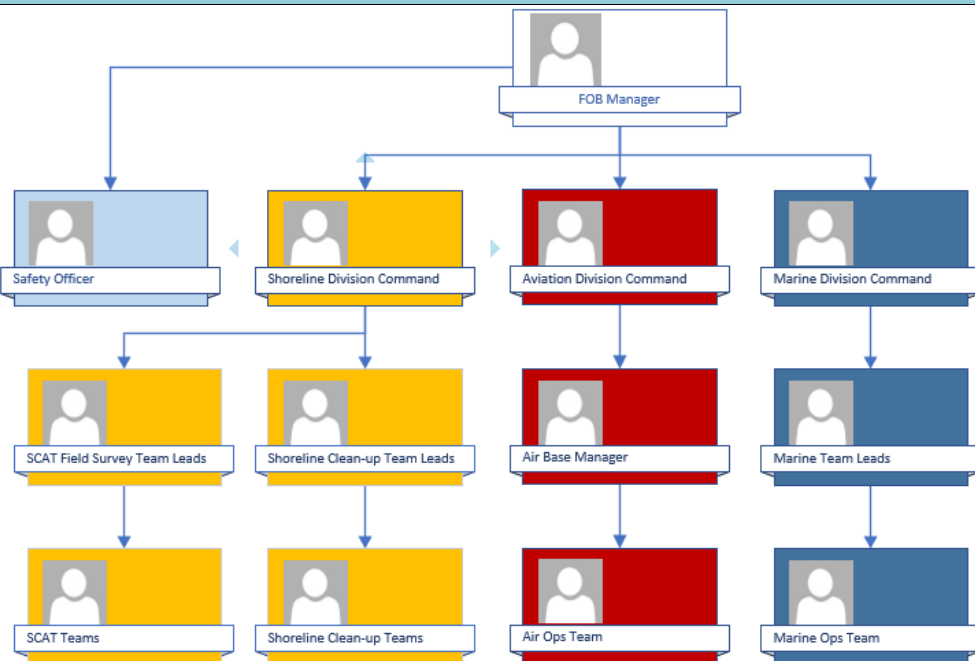 FOB Manager
Safety Officer
Shoreline Division Command
Aviation Division Command
Marine Division Command
SCAT Field Survey Team Leads
Shoreline Clean-up Team Leads
Air Base Manager
Marine Team Leads
SCAT Teams
Shoreline Clean-up Teams
Air Ops Team
Marine Ops Team